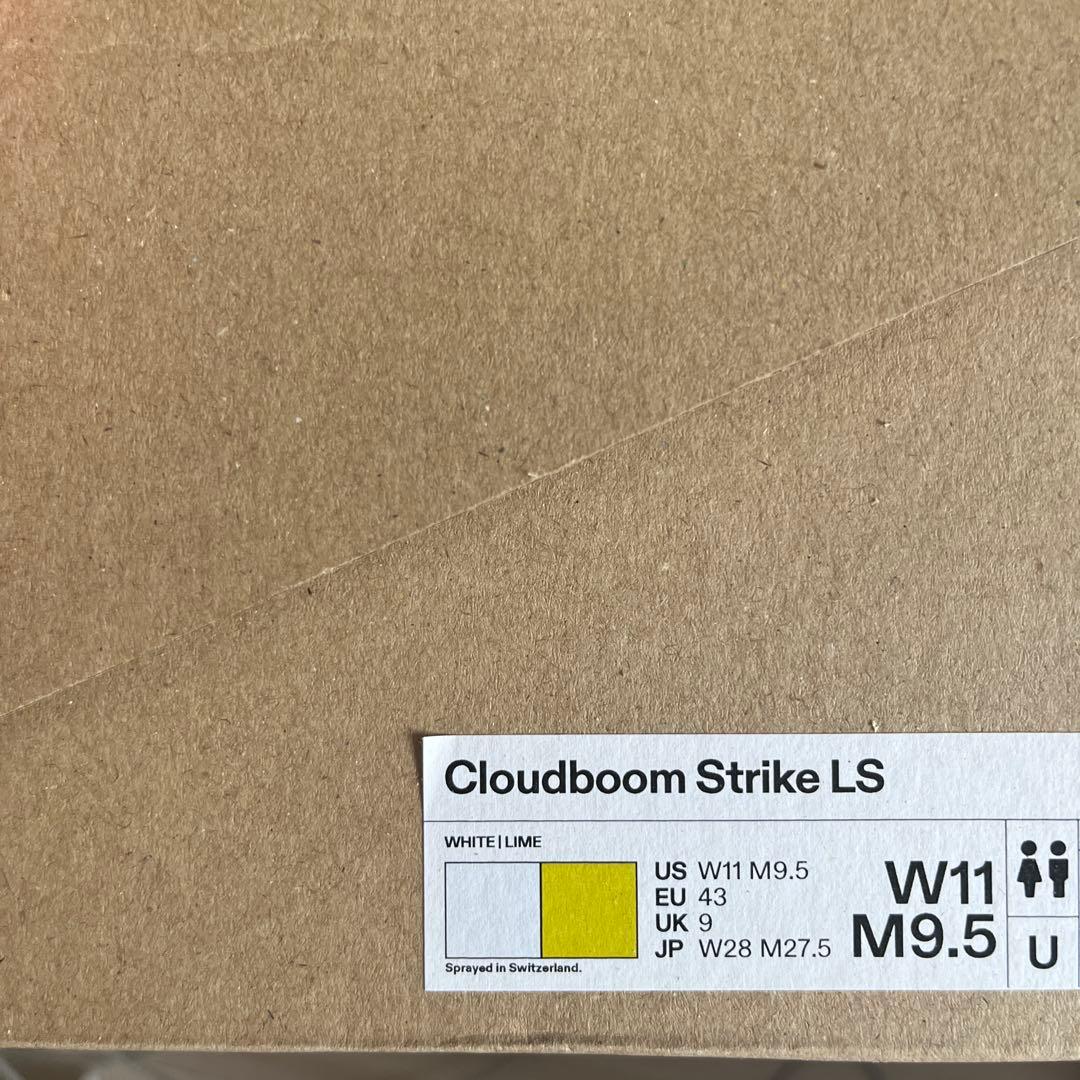 Cloudboom Strike LS
WHITE | LIME
US W11 M9.5
EU 43
UK 9
JP W28 M27.5
Sprayed in Switzerland.
W11
M9.5
U